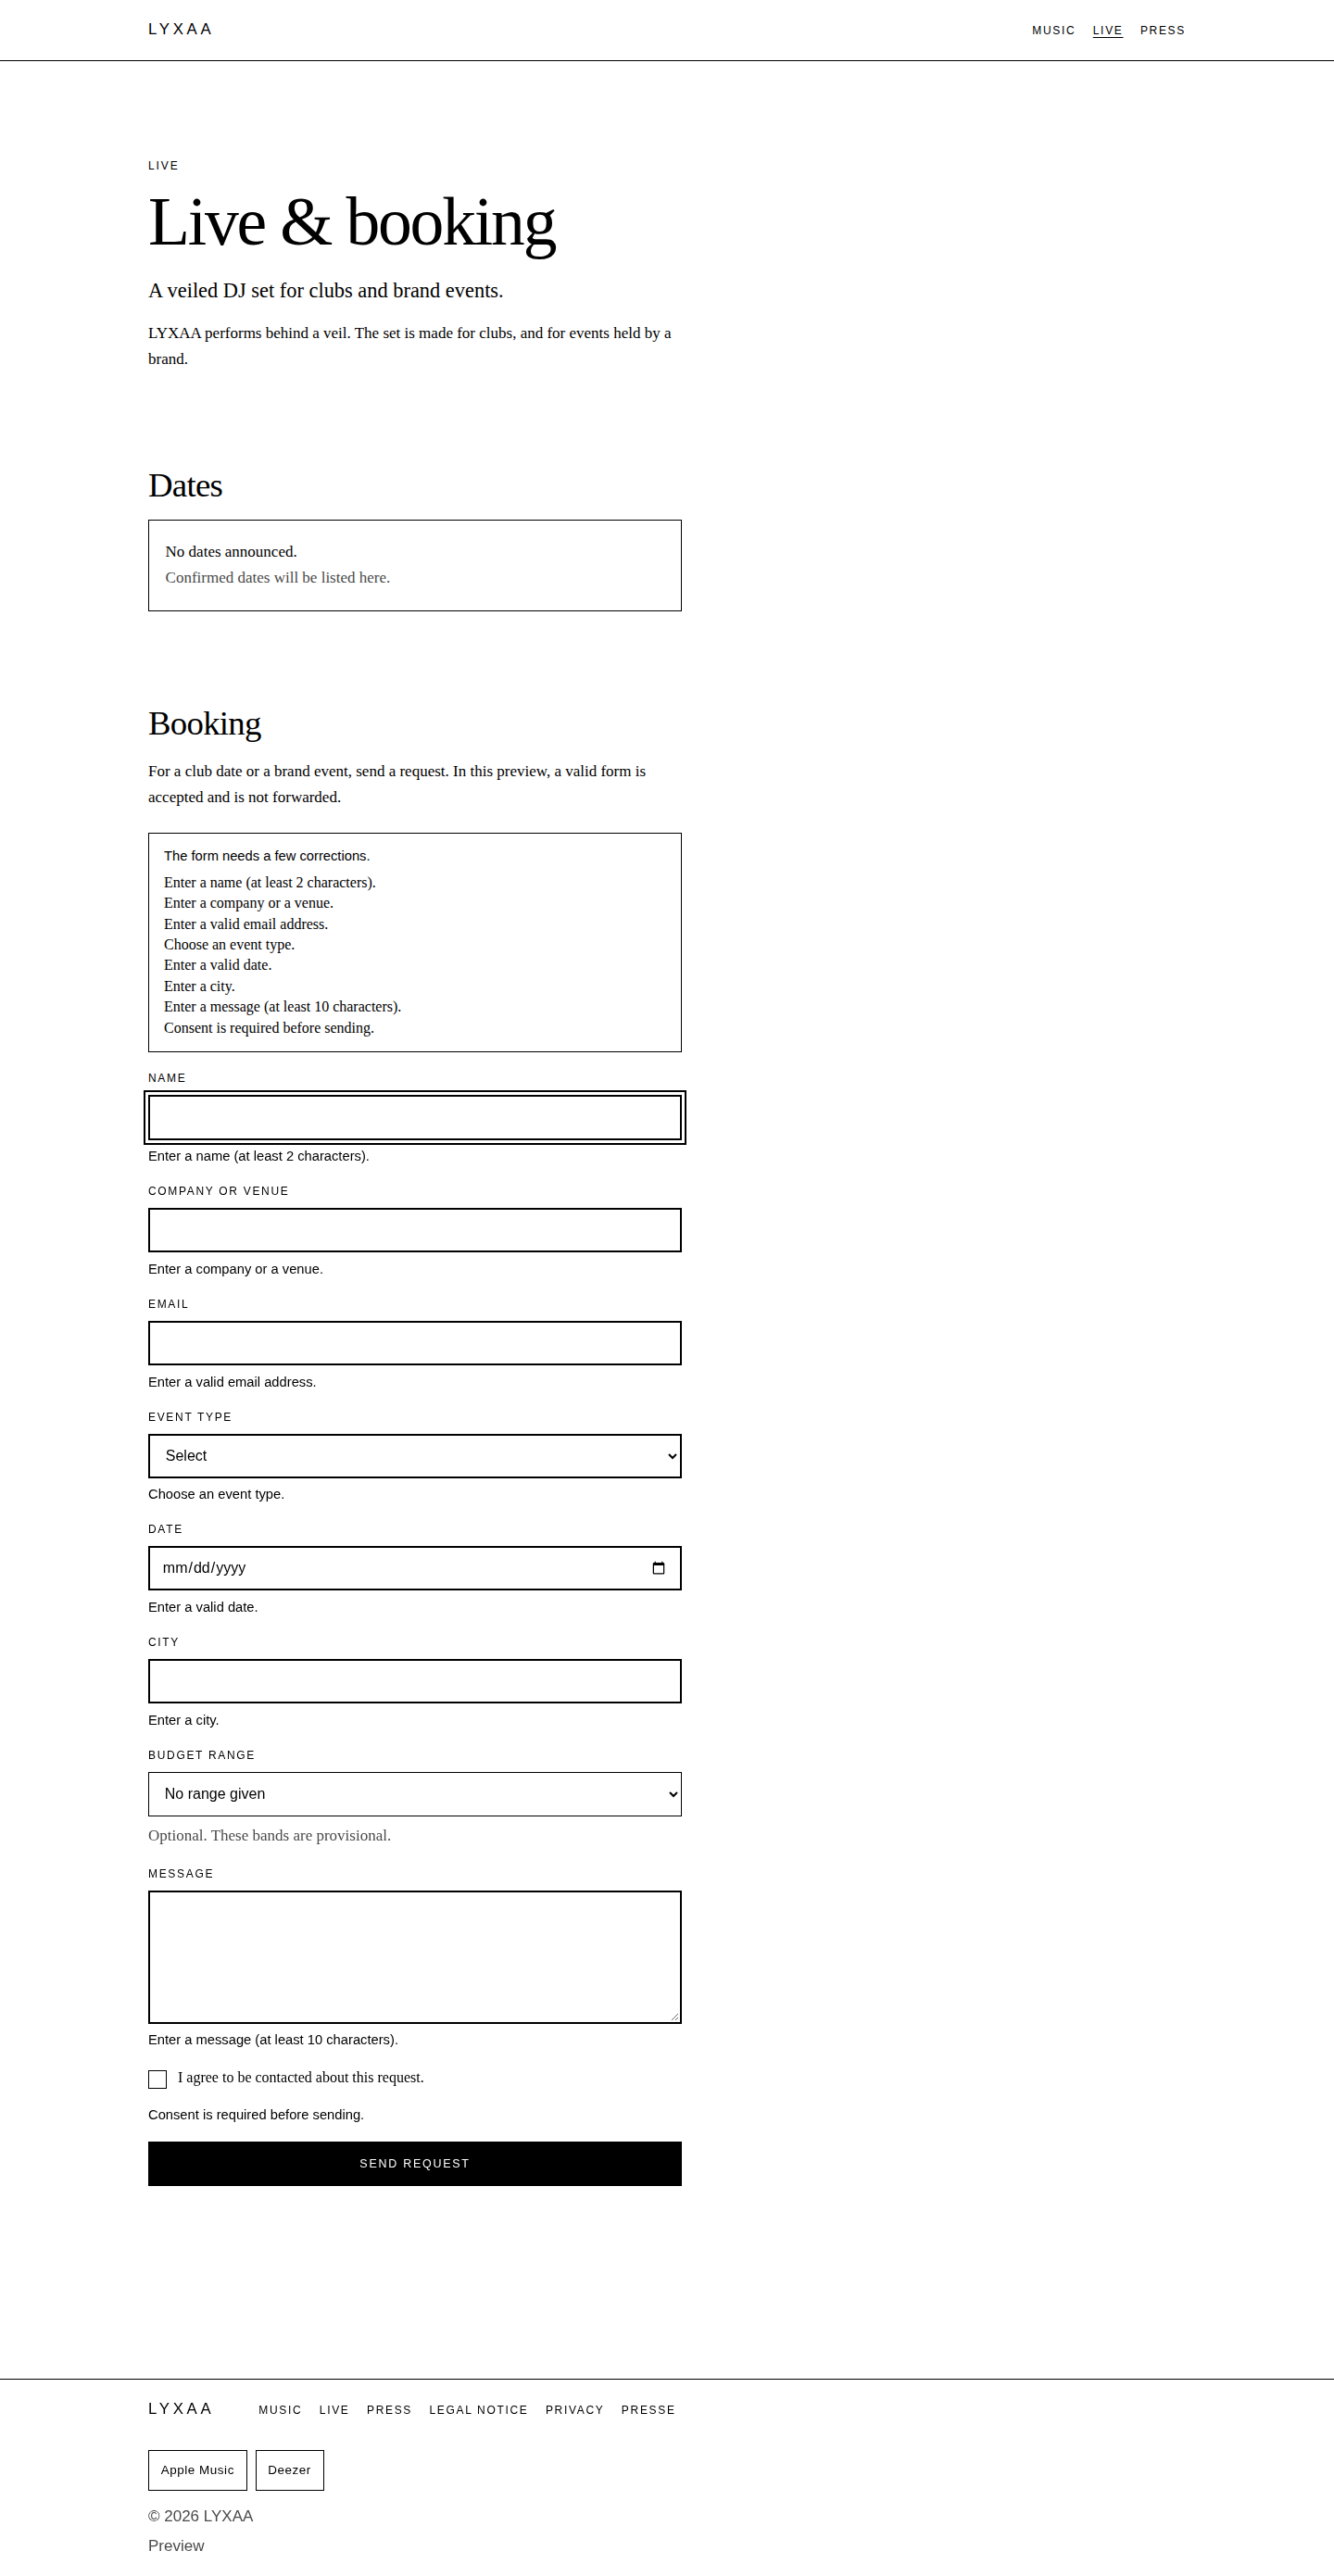 LYXAA
MUSIC LIVE PRESS
LIVE
Live & booking
A veiled DJ set for clubs and brand events.
LYXAA performs behind a veil. The set is made for clubs, and for events held by a
brand.
Dates
No dates announced.
Confirmed dates will be listed here.
Booking
For a club date or a brand event, send a request. In this preview, a valid form is
accepted and is not forwarded.
The form needs a few corrections.
Enter a name (at least 2 characters).
Enter a company or a venue.
Enter a valid email address.
Choose an event type.
Enter a valid date.
Enter a city.
Enter a message (at least 10 characters).
Consent is required before sending.
NAME
Enter a name (at least 2 characters).
COMPANY OR VENUE
Enter a company or a venue.
EMAIL
Enter a valid email address.
EVENT TYPE
Select
Choose an event type.
DATE
mm/dd/yyyy
Enter a valid date.
CITY
Enter a city.
BUDGET RANGE
No range given
Optional. These bands are provisional.
MESSAGE
Enter a message (at least 10 characters).
I agree to be contacted about this request.
Consent is required before sending.
SEND REQUEST
LYXAA MUSIC LIVE PRESS LEGAL NOTICE PRIVACY PRESSE
Apple Music Deezer
© 2026 LYXAA
Preview